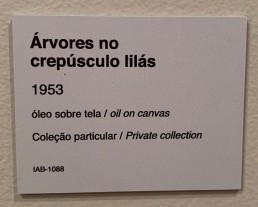 Árvores no
crepúsculo lilás
1953
óleo sobre tela / oil on canvas
Coleção particular / Private collection
IAB-1088